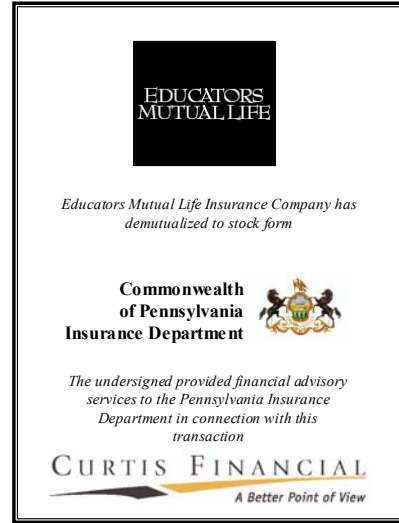 EDUCATORS
MUTUAL LIFE
Educators Mutual Life Insurance Company has
demutualized to stock form
Commonwealth
of Pennsylvania
Insurance Department
The undersigned provided financial advisory
services to the Pennsylvania Insurance
Department in connection with this
transaction
CURTIS FINANCIAL
A Better Point of View